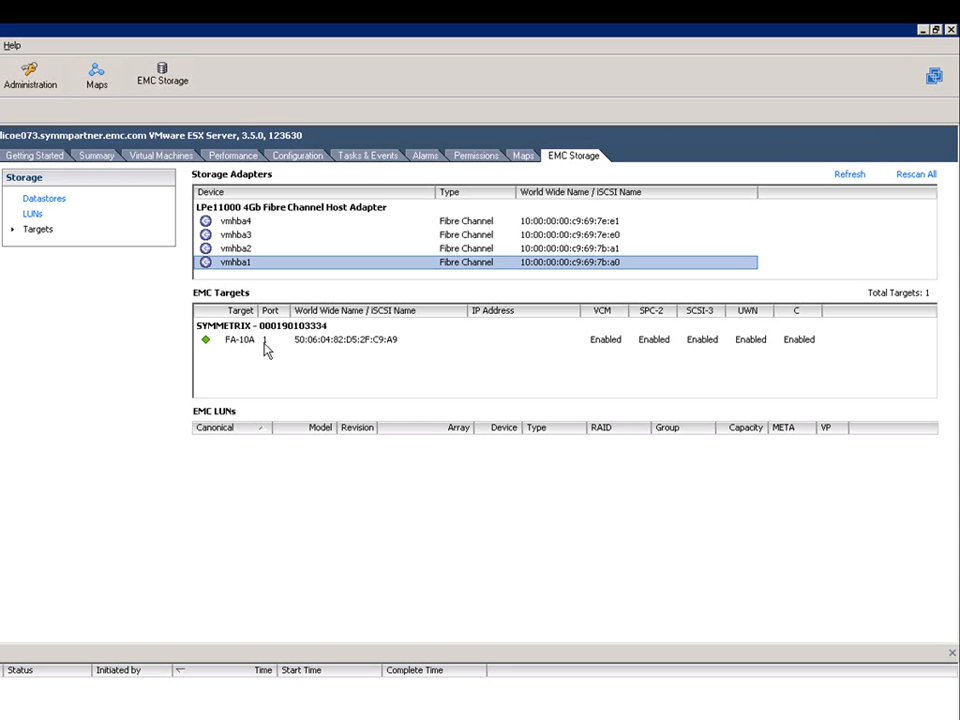 Help
Administration
Maps
EMC Storage
licoe073.symmpartner.emc.com VMware ESX Server, 3.5.0, 123630
Getting Started Summary Virtual Machines Performance Configuration Tasks & Events Alarms Permissions Maps EMC Storage
Storage
Datastores
LUNs
Targets
Storage Adapters Refresh Rescan All
Device Type World Wide Name / iSCSI Name
LPe11000 4Gb Fibre Channel Host Adapter
vmhba4 Fibre Channel 10:00:00:00:c9:69:7e:e1
vmhba3 Fibre Channel 10:00:00:00:c9:69:7e:e0
vmhba2 Fibre Channel 10:00:00:00:c9:69:7b:a1
vmhba1 Fibre Channel 10:00:00:00:c9:69:7b:a0
EMC Targets Total Targets: 1
Target Port World Wide Name / iSCSI Name IP Address VCM SPC-2 SCSI-3 UWN C
SYMMETRIX - 000190103334
FA-10A 1 50:06:04:82:D5:2F:C9:A9 Enabled Enabled Enabled Enabled Enabled
EMC LUNs
Canonical Model Revision Array Device Type RAID Group Capacity META VP
Status Initiated by Time Start Time Complete Time